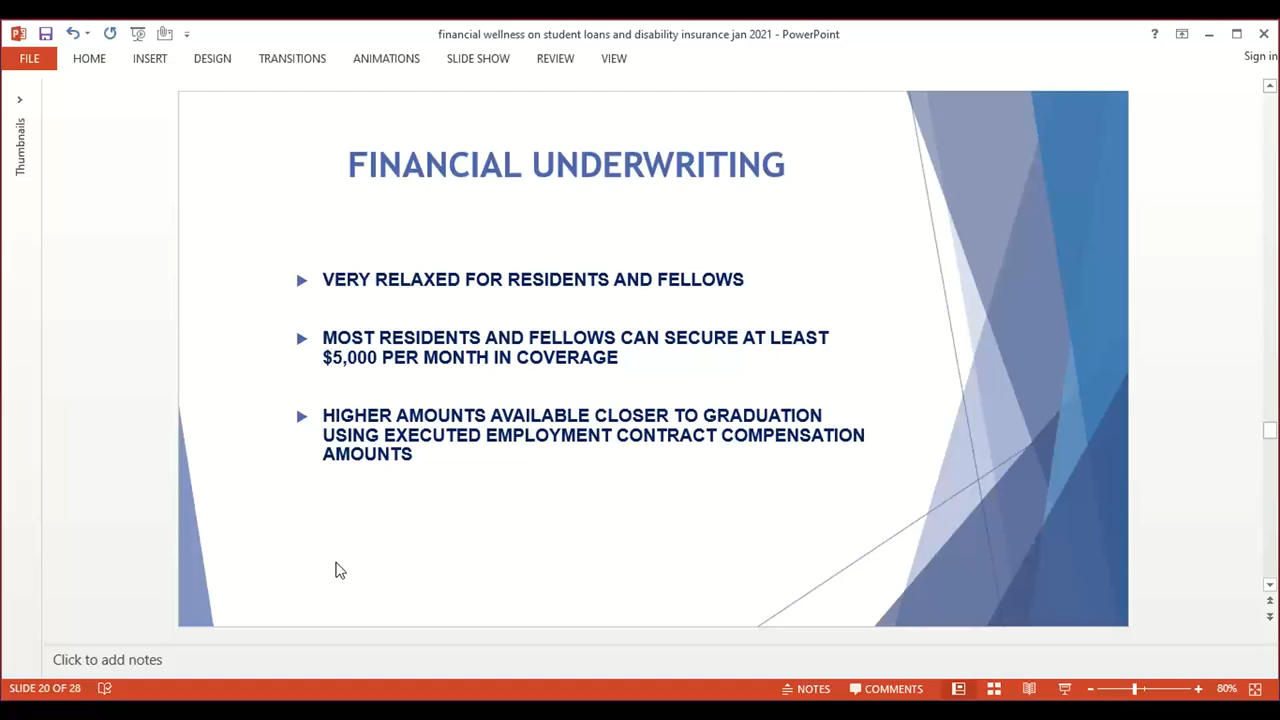 financial wellness on student loans and disability insurance jan 2021 - PowerPoint
?
Sign in
FILE HOME INSERT DESIGN TRANSITIONS ANIMATIONS SLIDE SHOW REVIEW VIEW
Thumbnails
FINANCIAL UNDERWRITING
VERY RELAXED FOR RESIDENTS AND FELLOWS
MOST RESIDENTS AND FELLOWS CAN SECURE AT LEAST
$5,000 PER MONTH IN COVERAGE
HIGHER AMOUNTS AVAILABLE CLOSER TO GRADUATION
USING EXECUTED EMPLOYMENT CONTRACT COMPENSATION
AMOUNTS
Click to add notes
SLIDE 20 OF 28 NOTES COMMENTS 80%